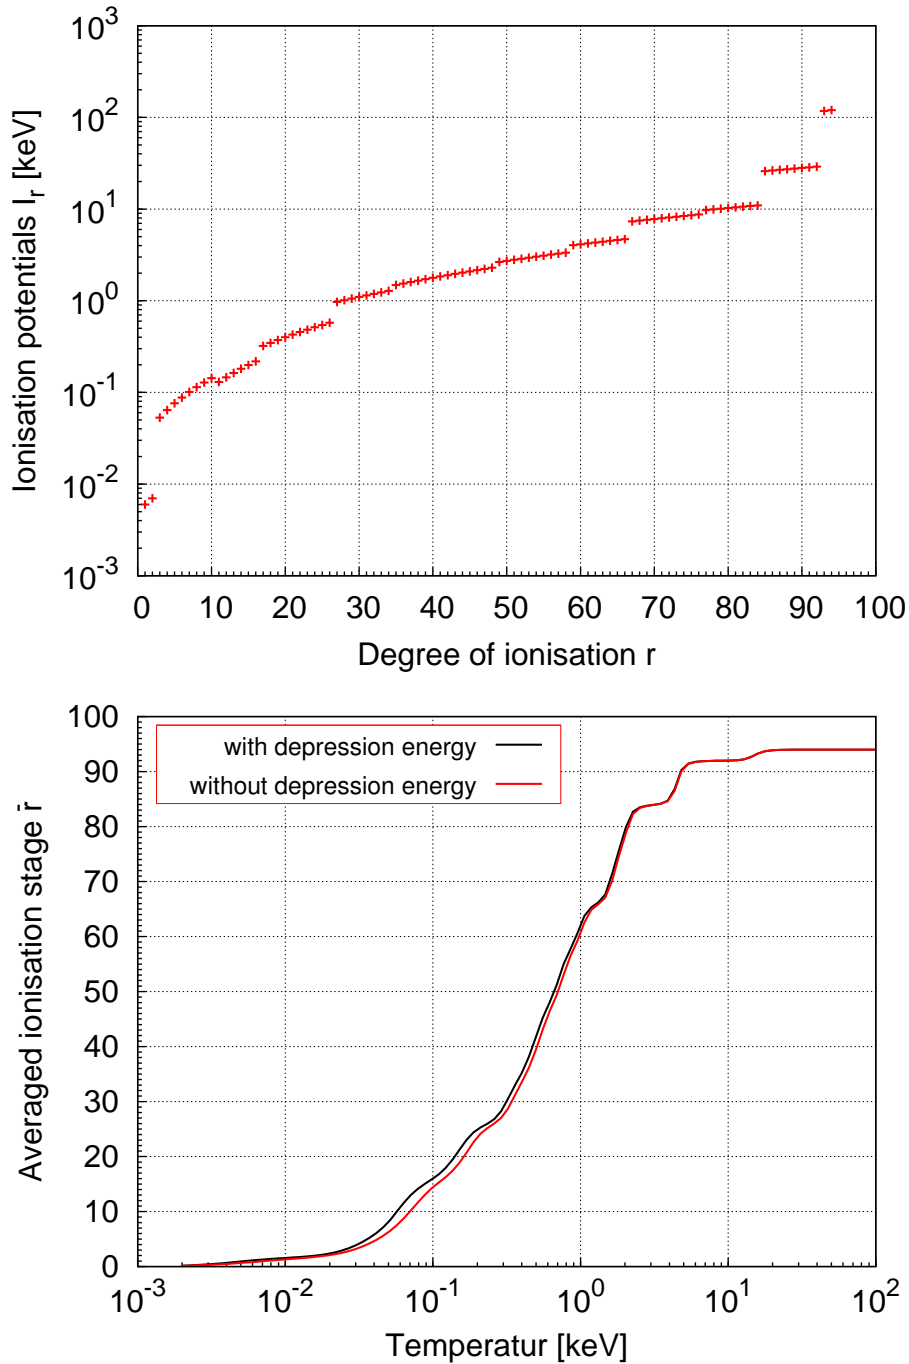 10^3
10^2
10^1
10^0
10^-1
10^-2
10^-3
Ionisation potentials I_r [keV]
0 10 20 30 40 50 60 70 80 90 100
Degree of ionisation r
100
90
80
70
60
50
40
30
20
10
0
Averaged ionisation stage r̄
with depression energy
without depression energy
10^-3 10^-2 10^-1 10^0 10^1 10^2
Temperatur [keV]